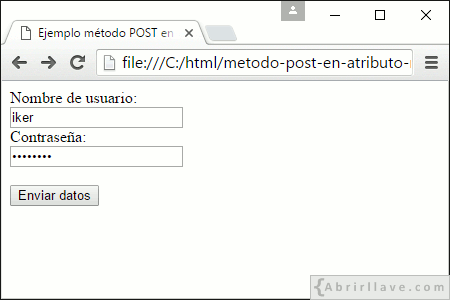 Ejemplo método POST en
file:///C:/html/metodo-post-en-atributo-
Nombre de usuario:
iker
Contraseña:
••••••••
Enviar datos
{Abrirllave.com